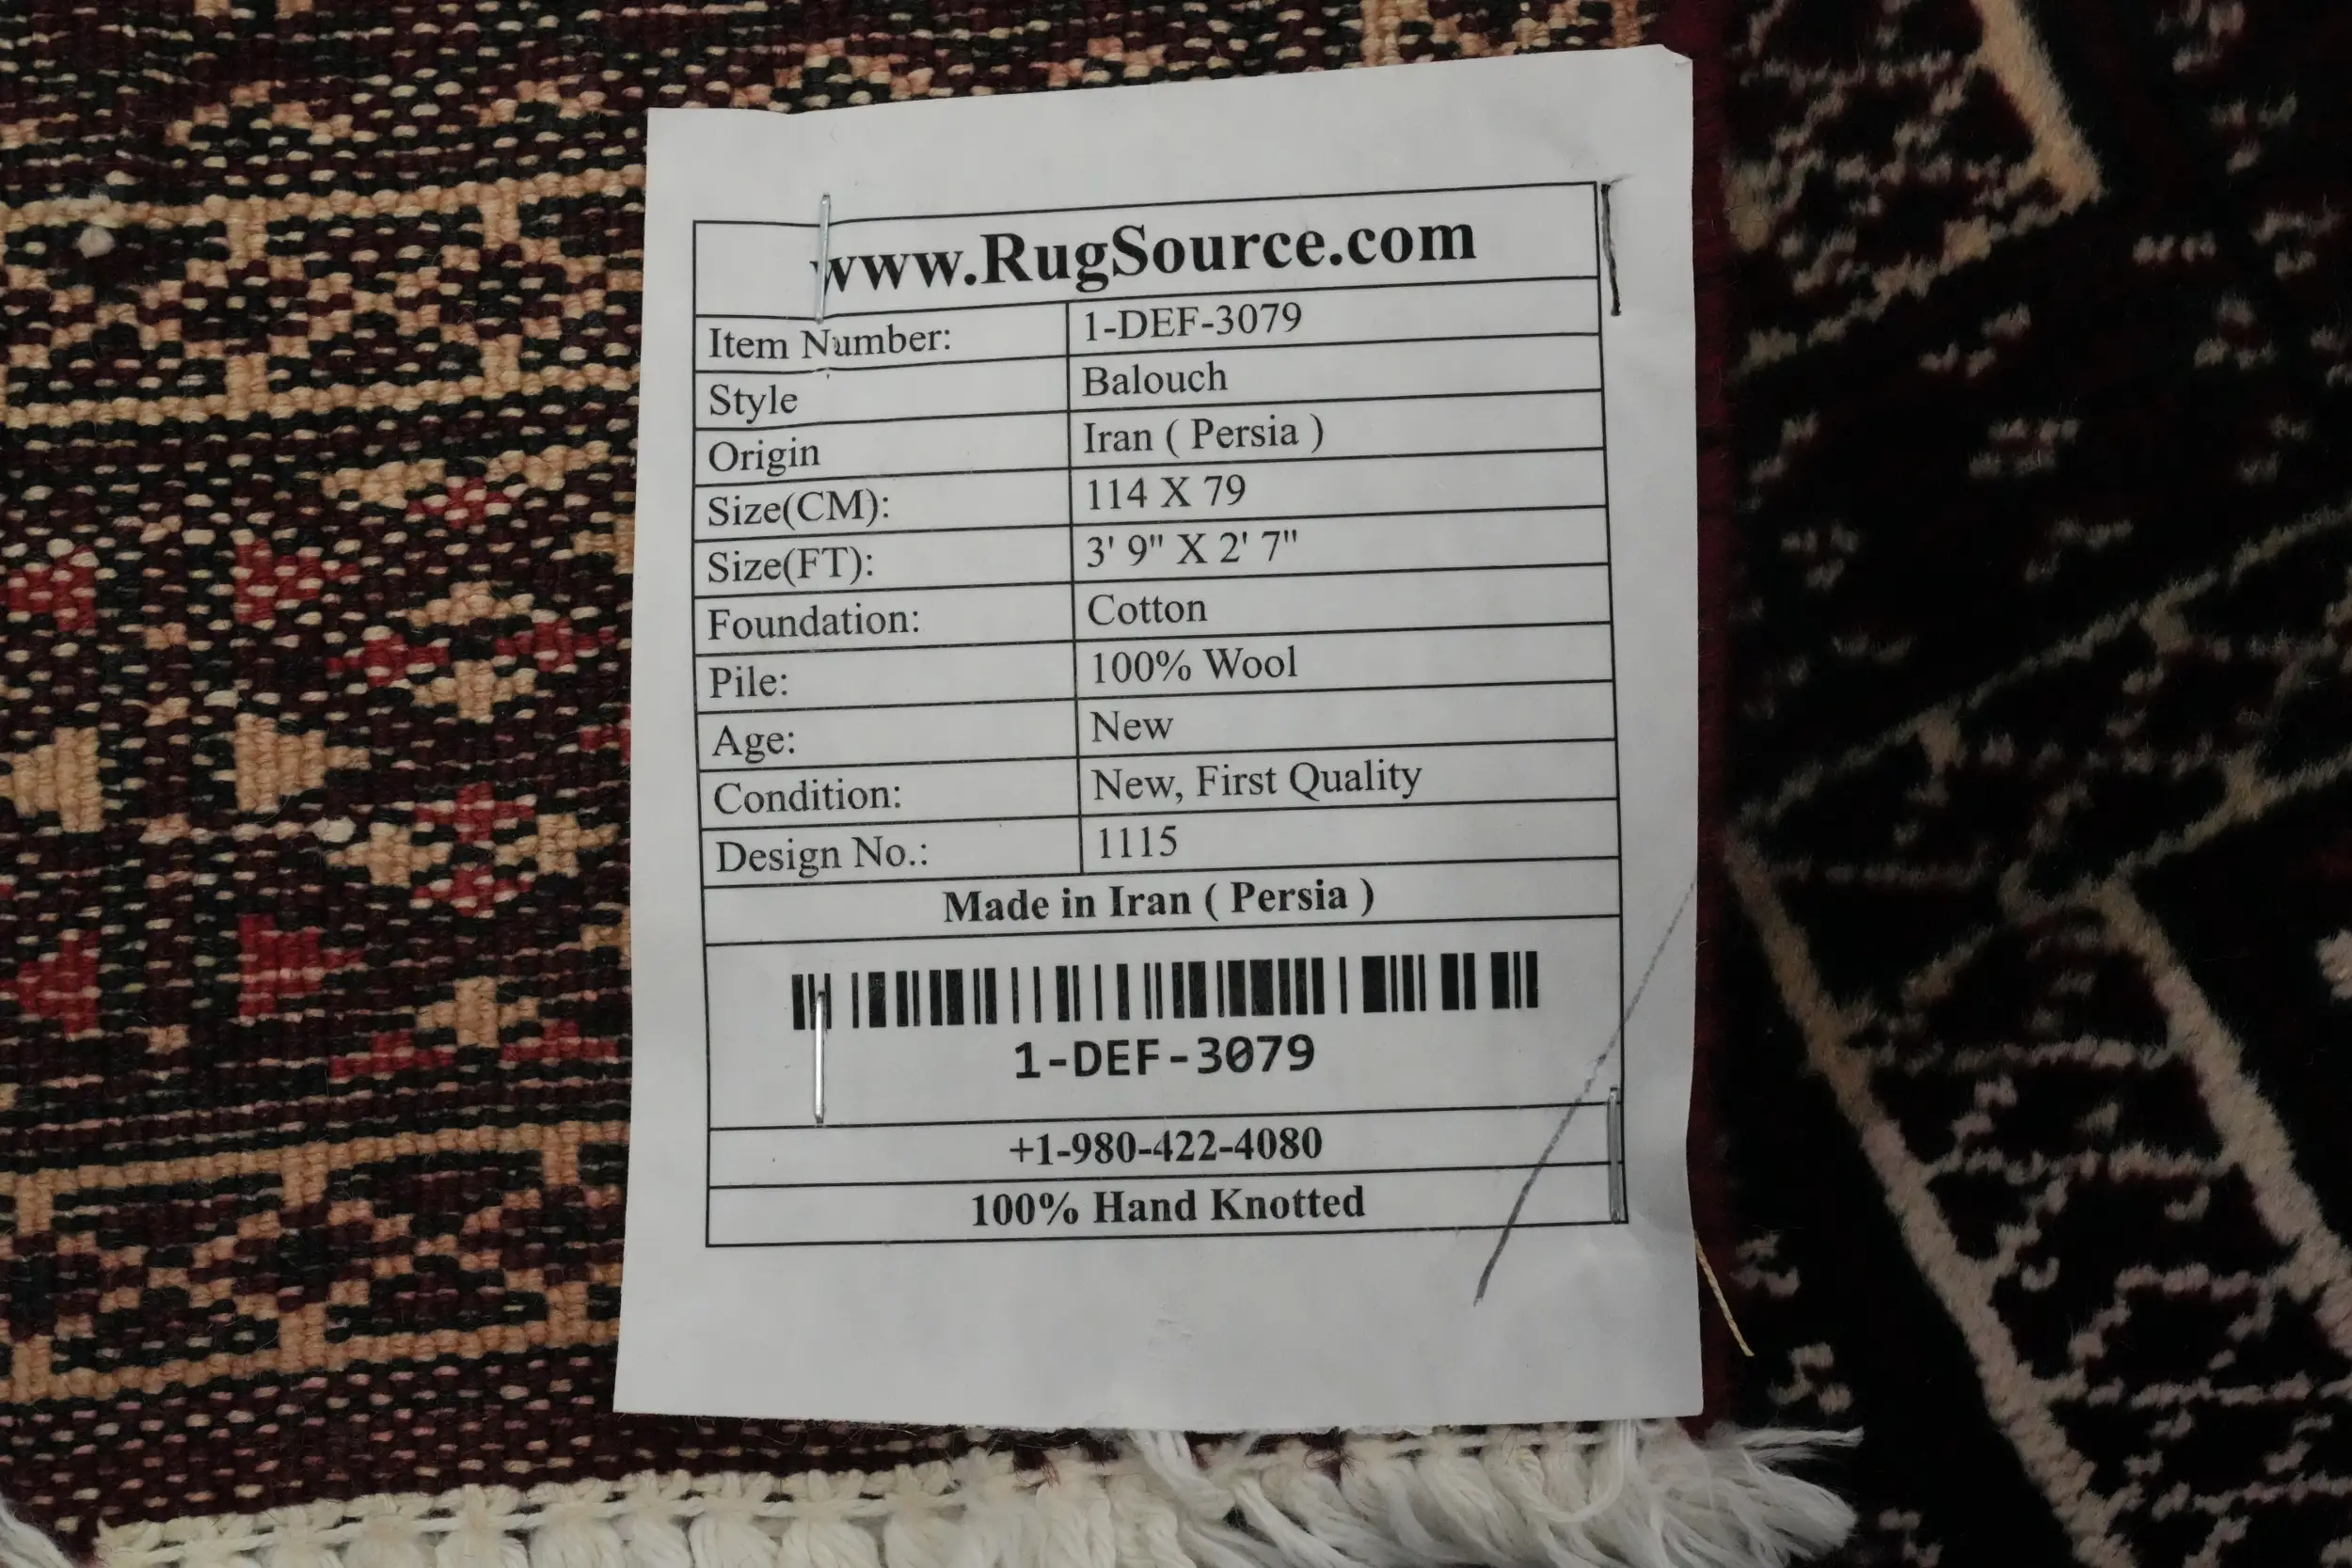 www.RugSource.com
Item Number: 1-DEF-3079
Style Balouch
Origin Iran ( Persia )
Size(CM): 114 X 79
Size(FT): 3' 9" X 2' 7"
Foundation: Cotton
Pile: 100% Wool
Age: New
Condition: New, First Quality
Design No.: 1115
Made in Iran ( Persia )
1-DEF-3079
+1-980-422-4080
100% Hand Knotted